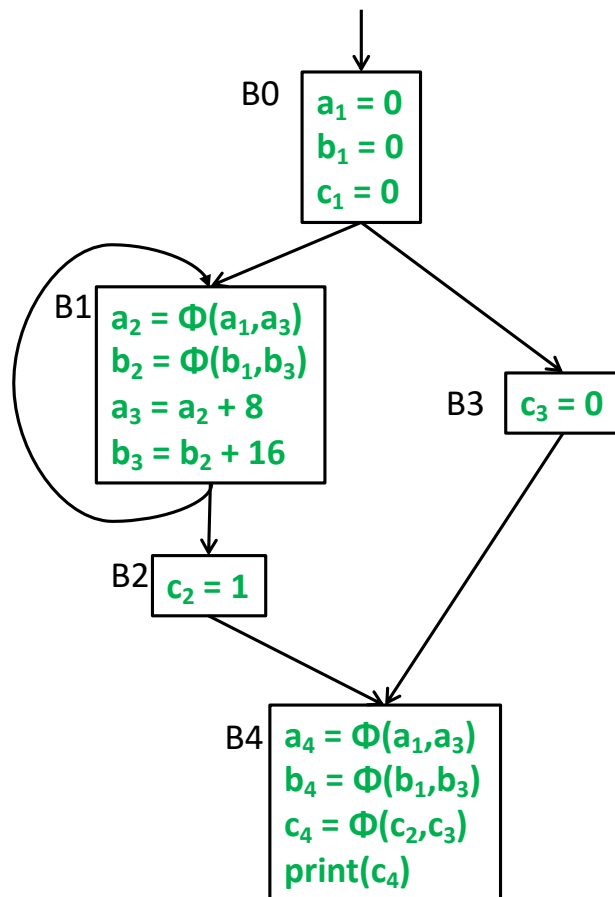 B0
a₁ = 0
b₁ = 0
c₁ = 0
B1
a₂ = Φ(a₁,a₃)
b₂ = Φ(b₁,b₃)
a₃ = a₂ + 8
b₃ = b₂ + 16
B3
c₃ = 0
B2
c₂ = 1
B4
a₄ = Φ(a₁,a₃)
b₄ = Φ(b₁,b₃)
c₄ = Φ(c₂,c₃)
print(c₄)